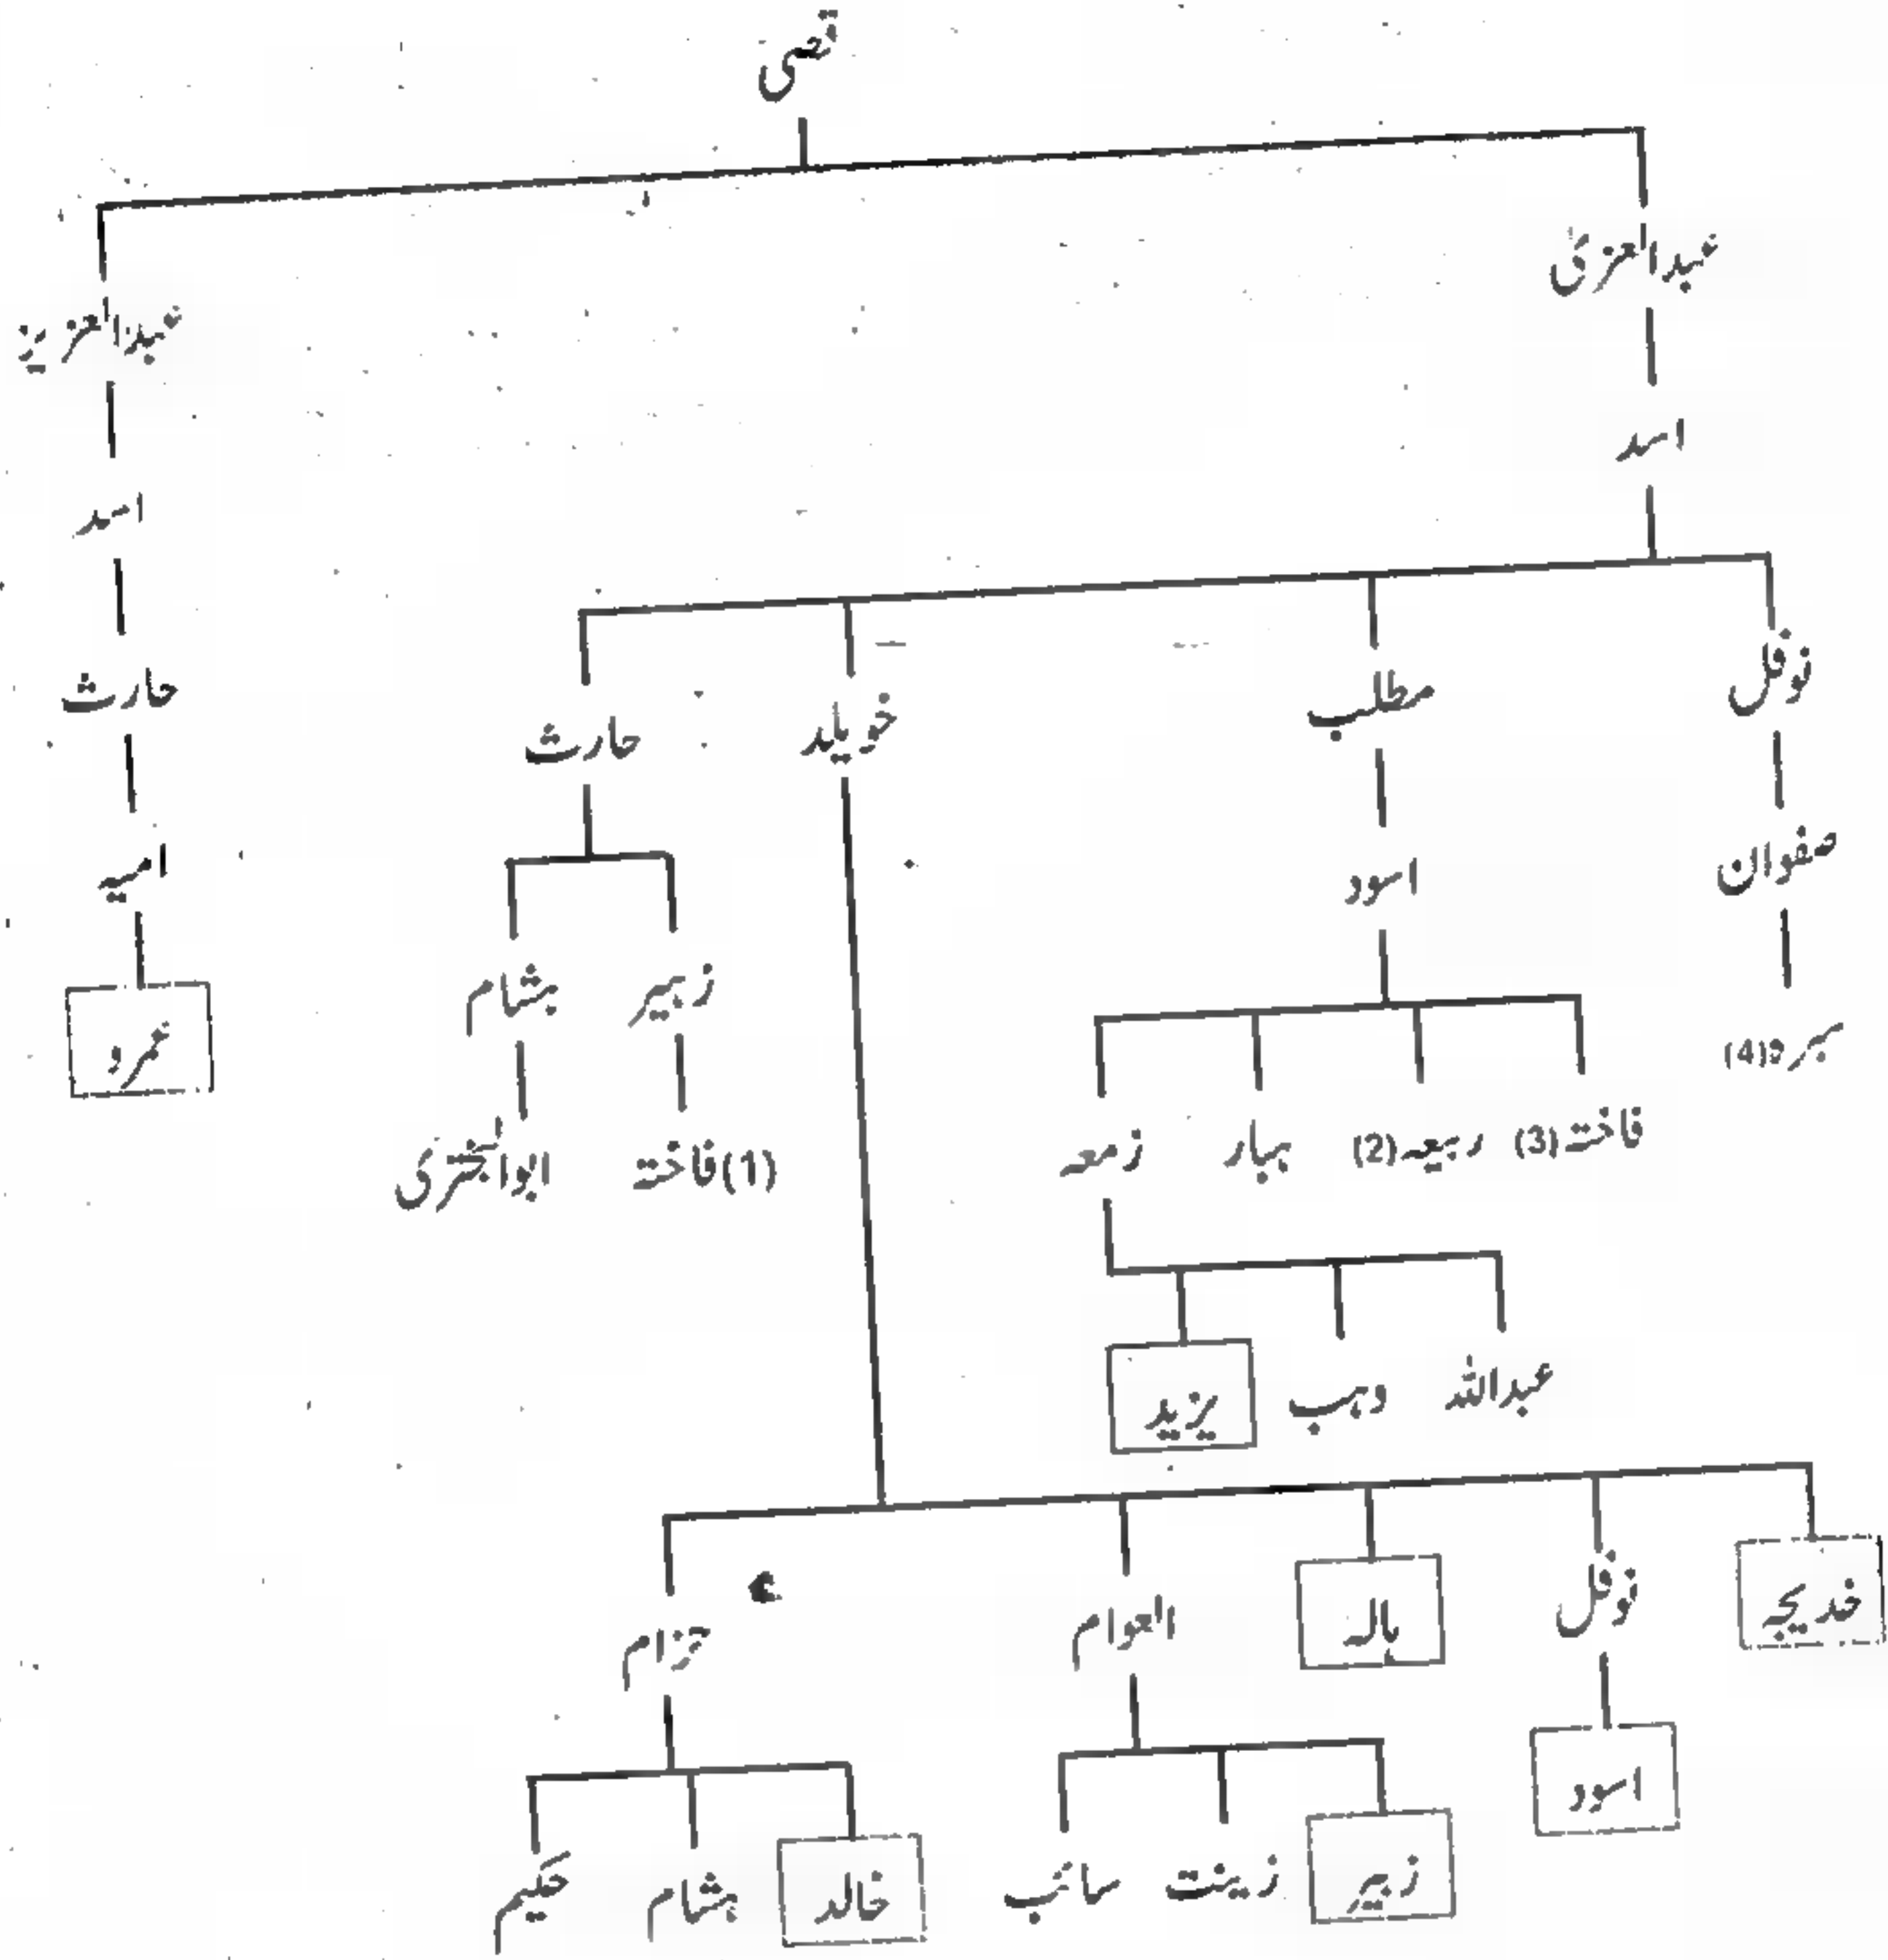 قصی
عبدالعزیٰ
عبدالعزیز
اسد
اسد
نوفل
مطلب
خویلد
حارث
حارث
صفوان
اسود
امیہ
زہیر
ہشام
بسرہ(4)
عمرو
فاختہ(3)
ربیعہ(2)
ہبار
زمعہ
(1)فاختہ
ابوالبختری
عبداللہ
وہب
یزید
خدیجہ
نوفل
ہالہ
العوام
حزام
اسود
زبیر
زینت
سائب
خالد
ہشام
حکیم